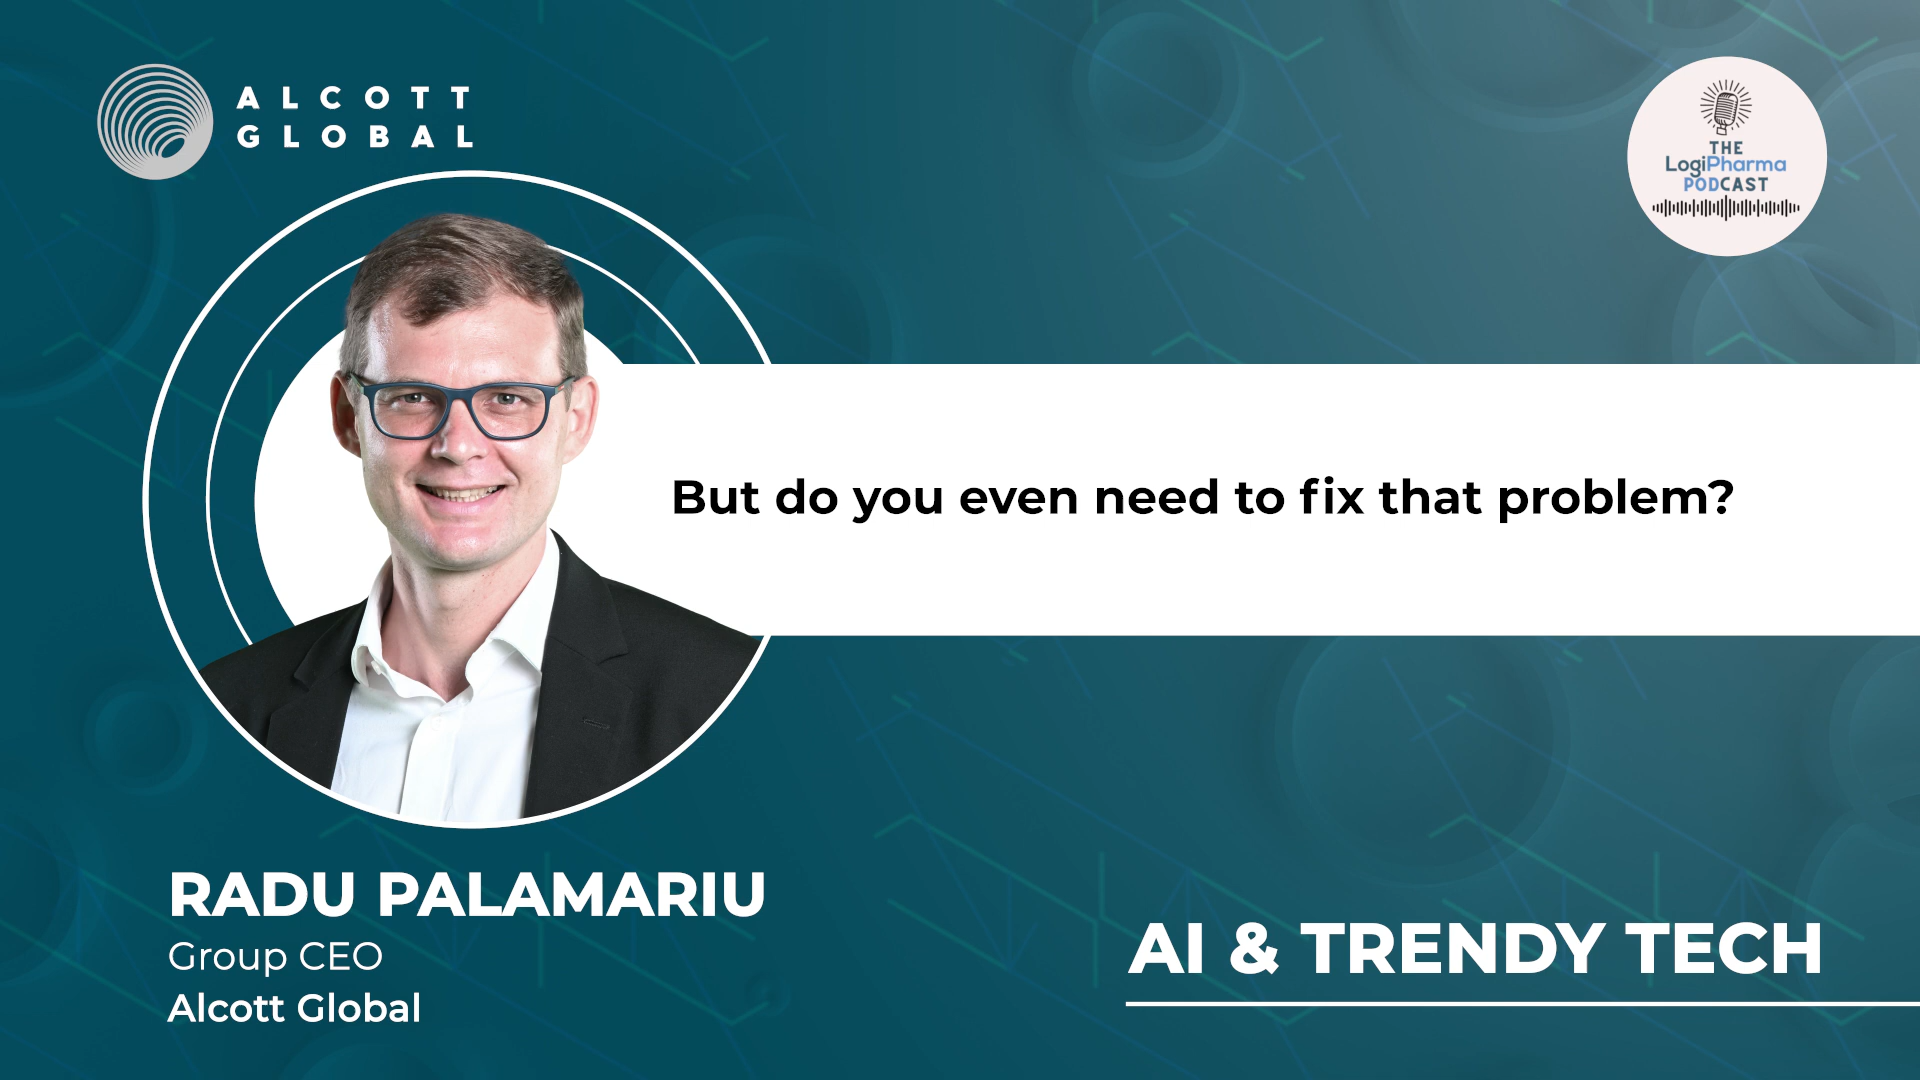 ALCOTT
GLOBAL
THE
LogiPharma
PODCAST
But do you even need to fix that problem?
RADU PALAMARIU
Group CEO
Alcott Global
AI & TRENDY TECH